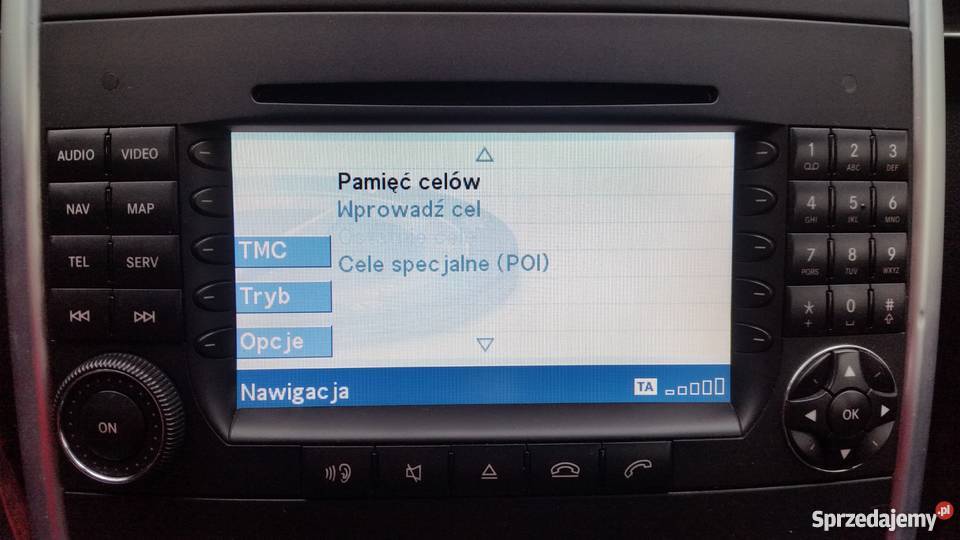 AUDIO VIDEO
NAV MAP
TEL SERV
ON
Pamięć celów
Wprowadź cel
Cele specjalne (POI)
TMC
Tryb
Opcje
Nawigacja TA
1 2 ABC 3 DEF
4 GHI 5 JKL 6 MNO
7 PQRS 8 TUV 9 WXYZ
* + 0 #
OK
Sprzedajemy.pl